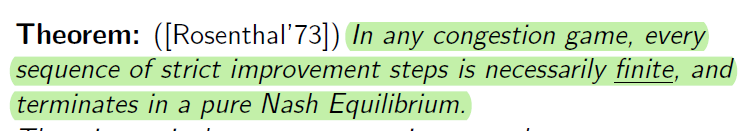 Theorem: ([Rosenthal'73]) In any congestion game, every
sequence of strict improvement steps is necessarily finite, and
terminates in a pure Nash Equilibrium.